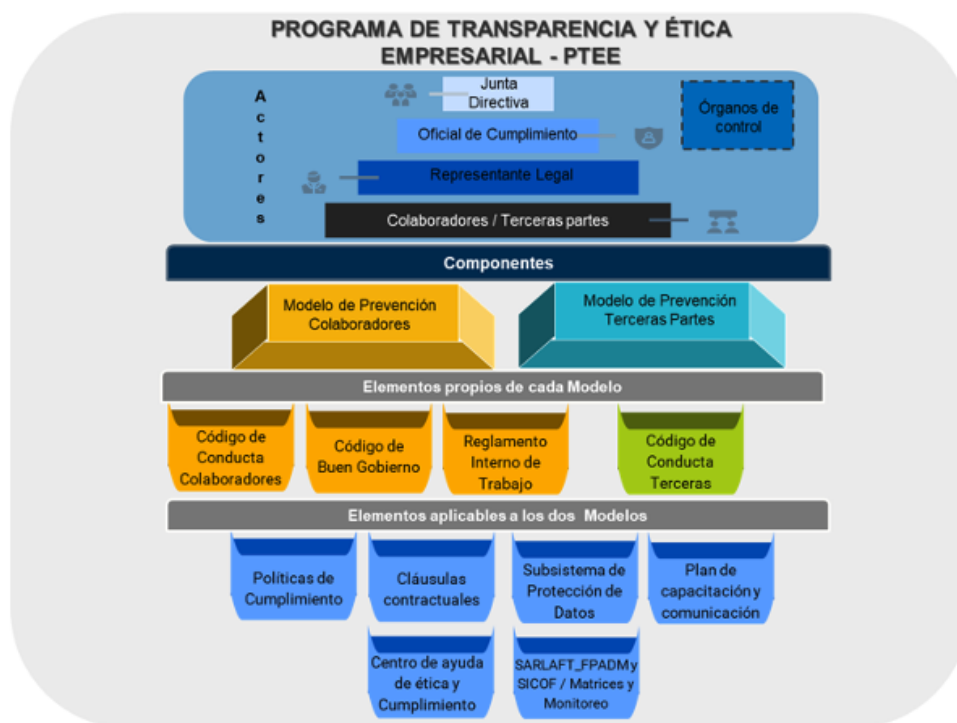 PROGRAMA DE TRANSPARENCIA Y ÉTICA
EMPRESARIAL - PTEE
Actores
Junta
Directiva
Órganos de
control
Oficial de Cumplimiento
Representante Legal
Colaboradores / Terceras partes
Componentes
Modelo de Prevención
Colaboradores
Modelo de Prevención
Terceras Partes
Elementos propios de cada Modelo
Código de
Conducta
Colaboradores
Código de
Buen Gobierno
Reglamento
Interno de
Trabajo
Código de
Conducta
Terceras
Elementos aplicables a los dos Modelos
Políticas de
Cumplimiento
Cláusulas
contractuales
Subsistema de
Protección de
Datos
Plan de
capacitación y
comunicación
Centro de ayuda
de ética y
Cumplimiento
SARLAFT_FPADM y
SICOF / Matrices y
Monitoreo